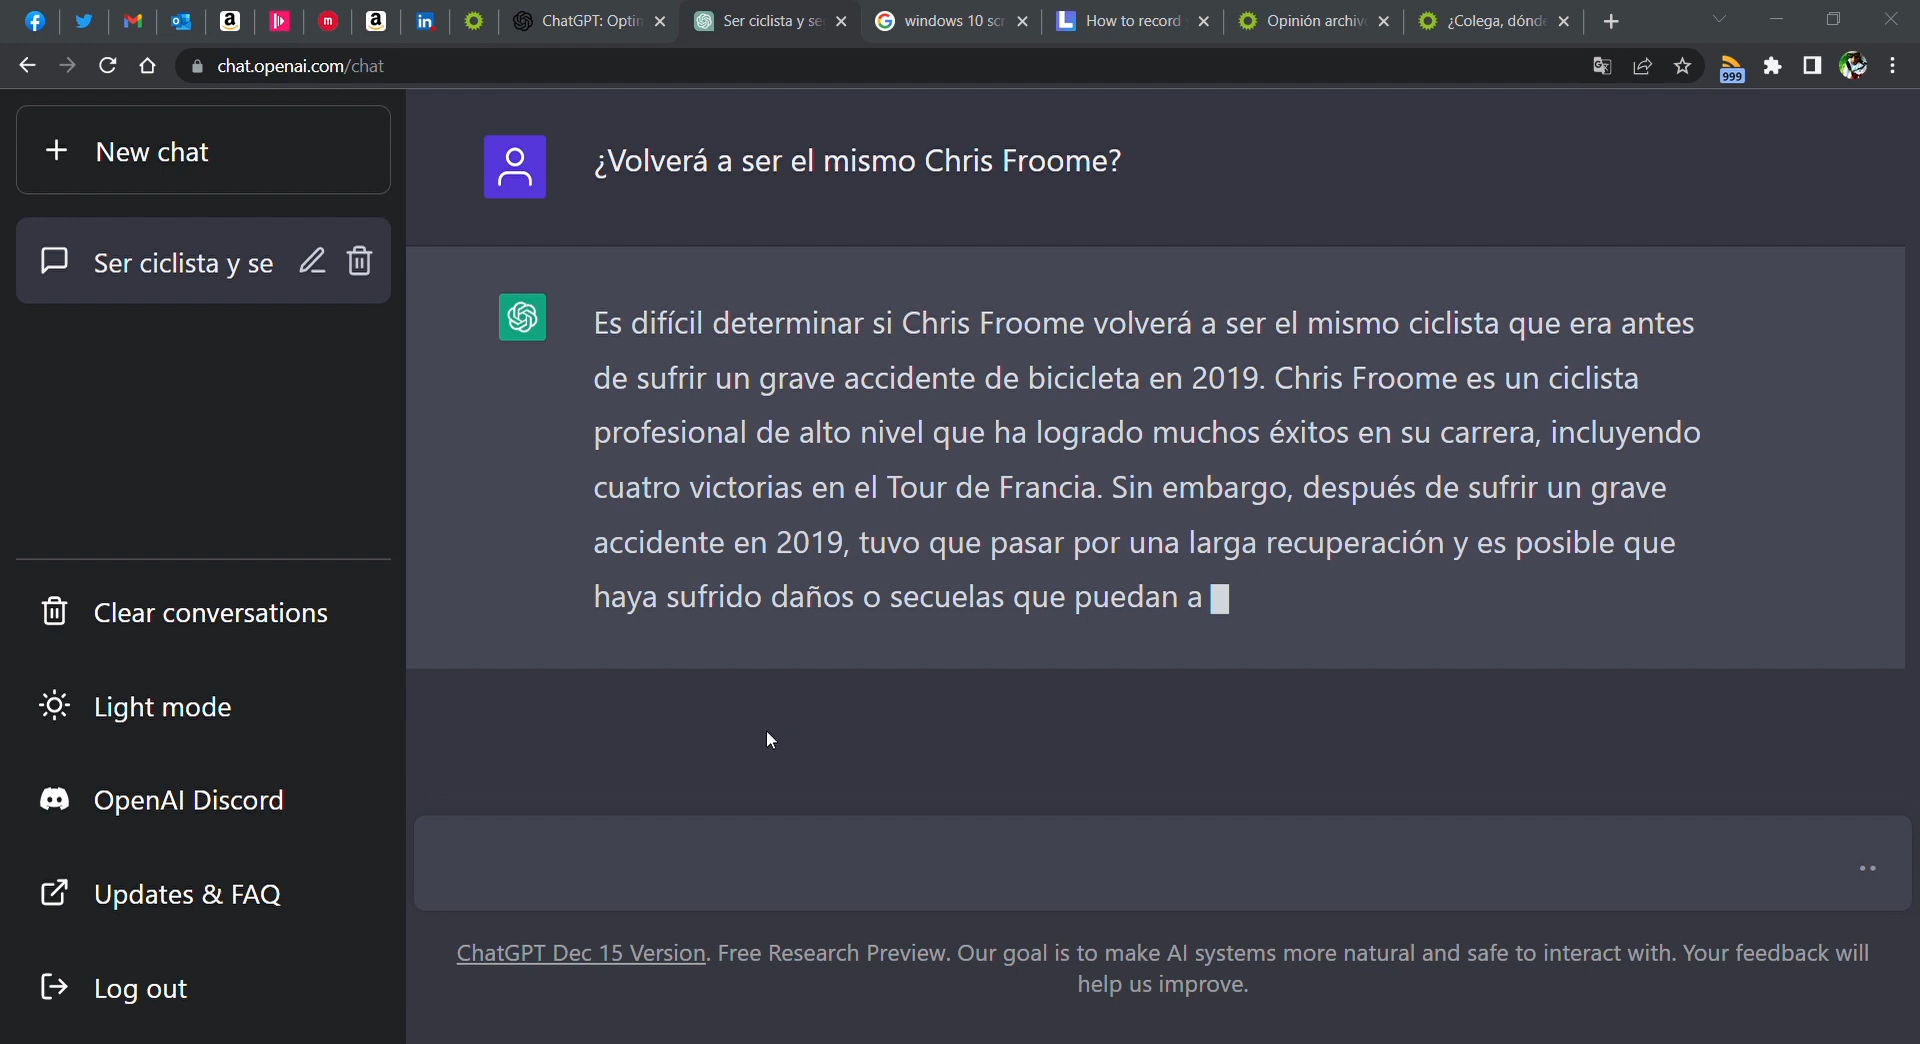 ChatGPT: Optin
Ser ciclista y se
windows 10 scr
How to record
Opinión archiv
¿Colega, dónde
chat.openai.com/chat
999
New chat
¿Volverá a ser el mismo Chris Froome?
Ser ciclista y se
Es difícil determinar si Chris Froome volverá a ser el mismo ciclista que era antes
de sufrir un grave accidente de bicicleta en 2019. Chris Froome es un ciclista
profesional de alto nivel que ha logrado muchos éxitos en su carrera, incluyendo
cuatro victorias en el Tour de Francia. Sin embargo, después de sufrir un grave
accidente en 2019, tuvo que pasar por una larga recuperación y es posible que
haya sufrido daños o secuelas que puedan a
Clear conversations
Light mode
OpenAI Discord
Updates & FAQ
Log out
ChatGPT Dec 15 Version. Free Research Preview. Our goal is to make AI systems more natural and safe to interact with. Your feedback will
help us improve.